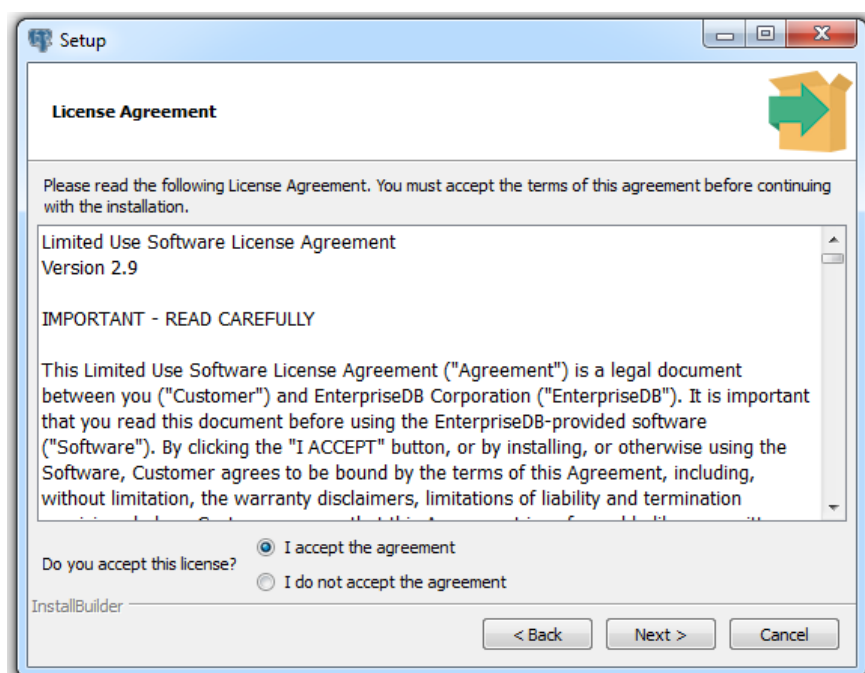 Setup
License Agreement
Please read the following License Agreement. You must accept the terms of this agreement before continuing
with the installation.
Limited Use Software License Agreement
Version 2.9
IMPORTANT - READ CAREFULLY
This Limited Use Software License Agreement ("Agreement") is a legal document
between you ("Customer") and EnterpriseDB Corporation ("EnterpriseDB"). It is important
that you read this document before using the EnterpriseDB-provided software
("Software"). By clicking the "I ACCEPT" button, or by installing, or otherwise using the
Software, Customer agrees to be bound by the terms of this Agreement, including,
without limitation, the warranty disclaimers, limitations of liability and termination
Do you accept this license?
I accept the agreement
I do not accept the agreement
InstallBuilder
< Back
Next >
Cancel